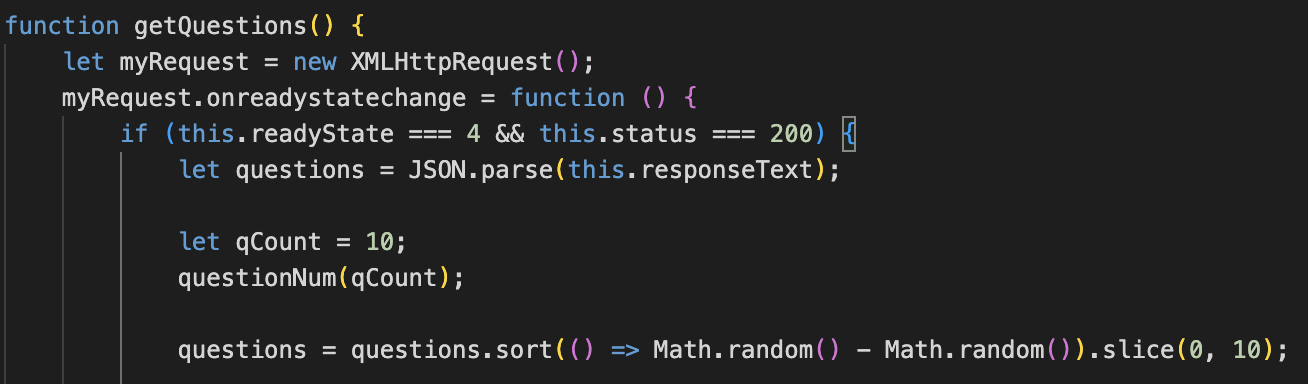 function getQuestions() {
let myRequest = new XMLHttpRequest();
myRequest.onreadystatechange = function () {
if (this.readyState === 4 && this.status === 200) {
let questions = JSON.parse(this.responseText);
let qCount = 10;
questionNum(qCount);
questions = questions.sort(() => Math.random() - Math.random()).slice(0, 10);